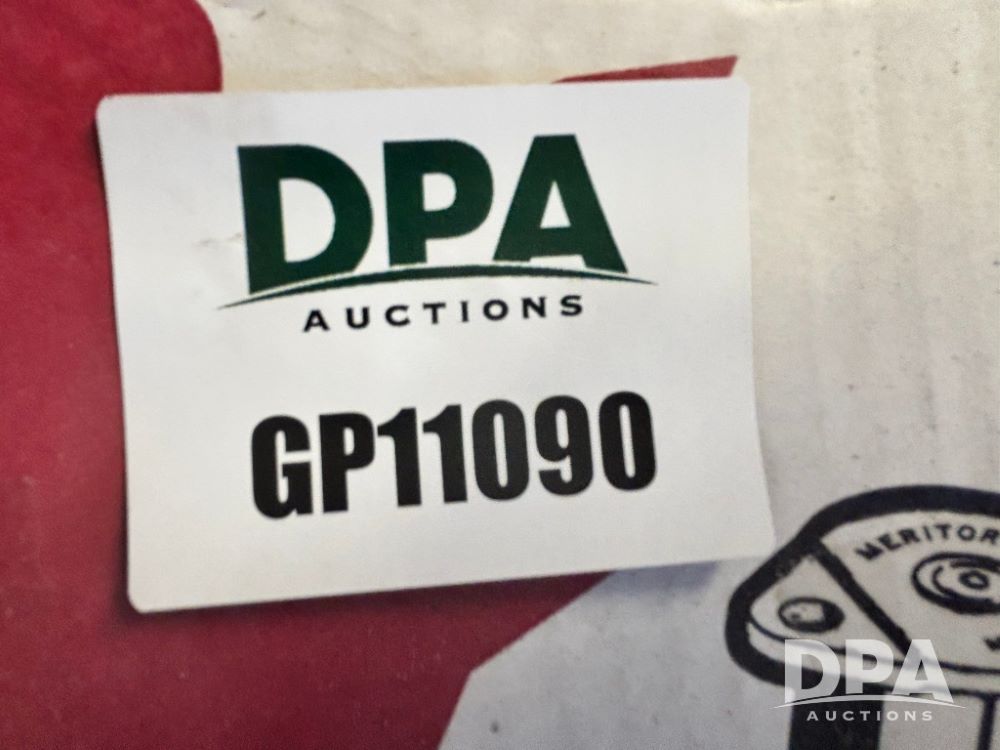 DPA
AUCTIONS
GP11090
MERITOR
DPA
AUCTIONS